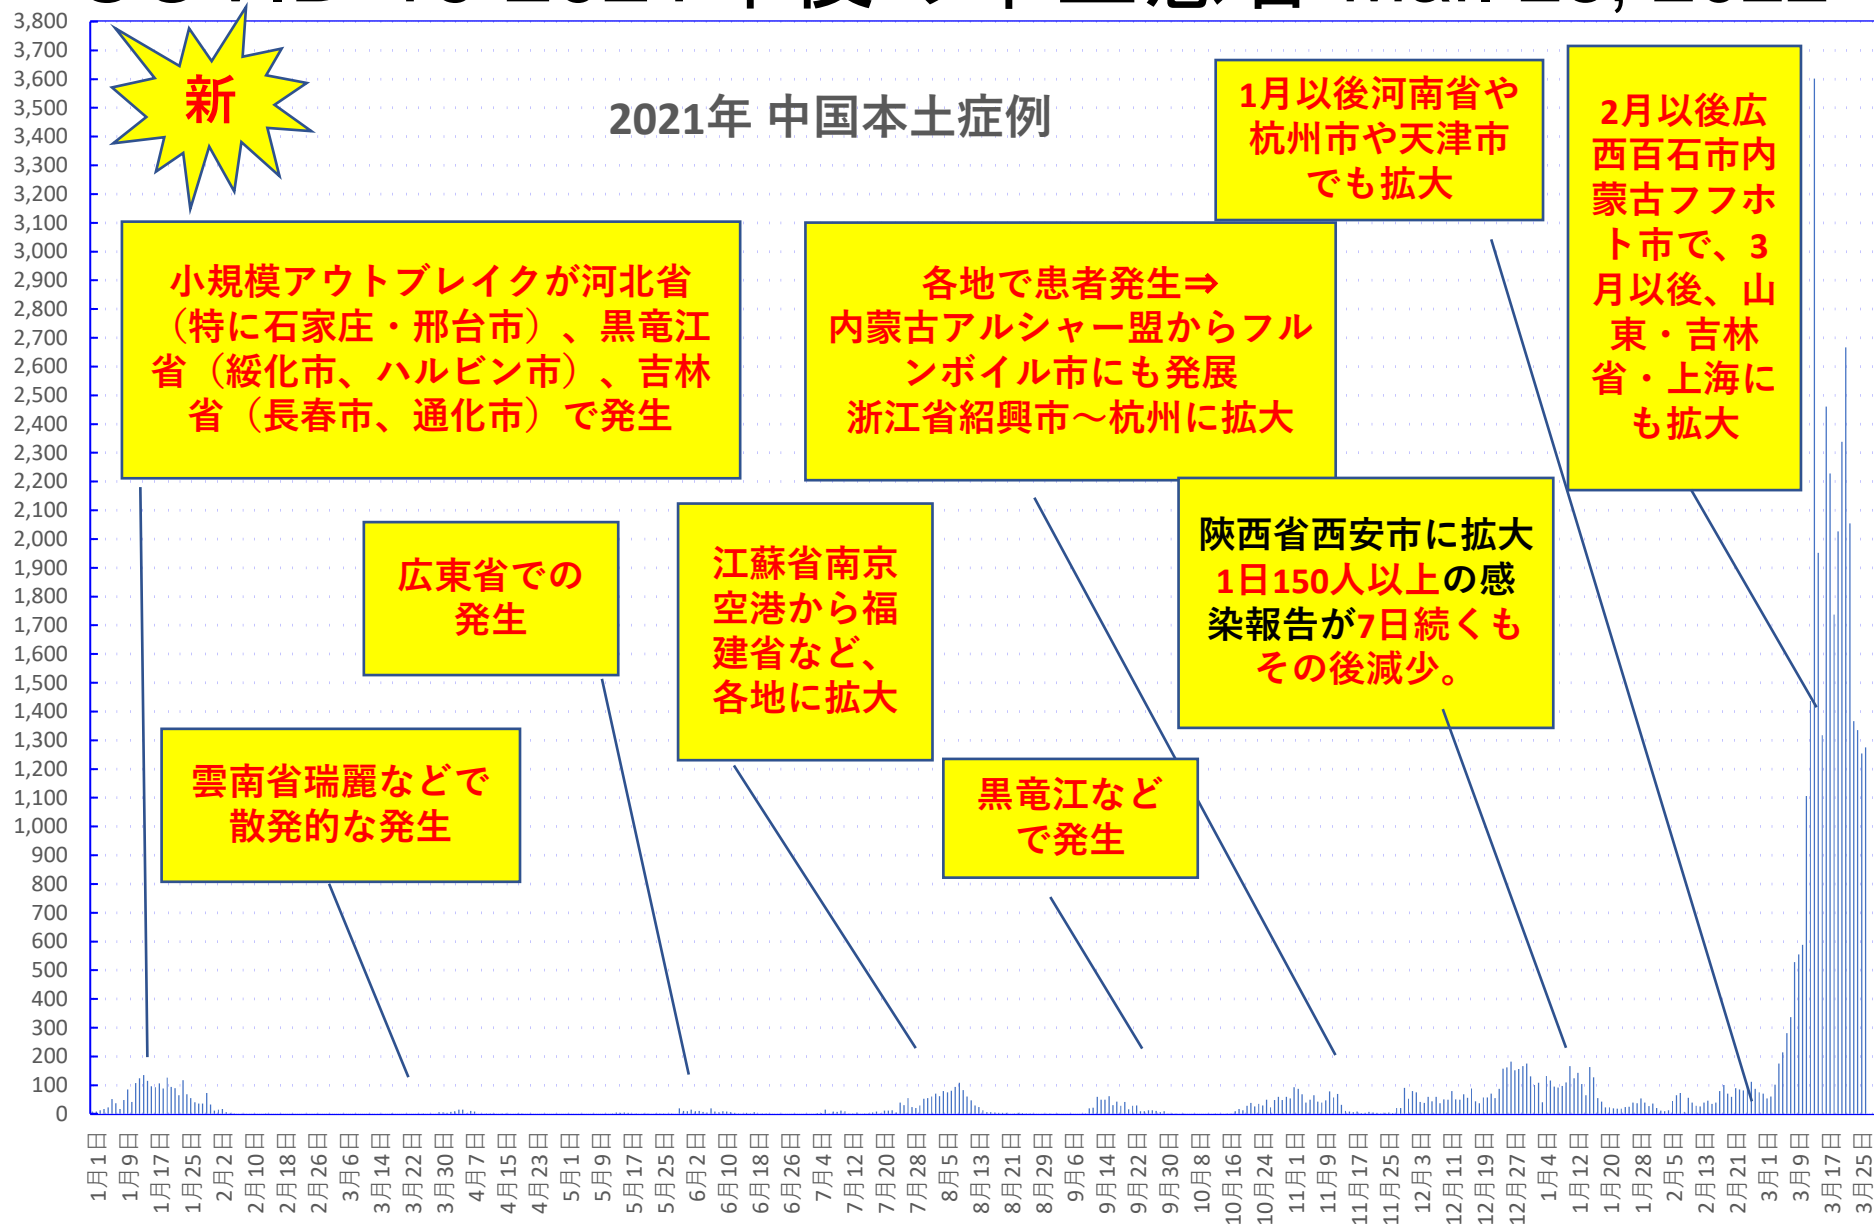 新
2021年 中国本土症例
1月以後河南省や
杭州市や天津市
でも拡大
2月以後広
西百石市内
蒙古フフホ
ト市で、3
月以後、山
東・吉林
省・上海に
も拡大
小規模アウトブレイクが河北省
（特に石家庄・邢台市）、黒竜江
省（綏化市、ハルビン市）、吉林
省（長春市、通化市）で発生
各地で患者発生⇒
内蒙古アルシャー盟からフル
ンボイル市にも発展
浙江省紹興市～杭州に拡大
陝西省西安市に拡大
1日150人以上の感
染報告が7日続くも
その後減少。
広東省での
発生
江蘇省南京
空港から福
建省など、
各地に拡大
雲南省瑞麗などで
散発的な発生
黒竜江など
で発生
3,800
3,700
3,600
3,500
3,400
3,300
3,200
3,100
3,000
2,900
2,800
2,700
2,600
2,500
2,400
2,300
2,200
2,100
2,000
1,900
1,800
1,700
1,600
1,500
1,400
1,300
1,200
1,100
1,000
900
800
700
600
500
400
300
200
100
0
1月1日
1月9日
1月17日
1月25日
2月2日
2月10日
2月18日
2月26日
3月6日
3月14日
3月22日
3月30日
4月7日
4月15日
4月23日
5月1日
5月9日
5月17日
5月25日
6月2日
6月10日
6月18日
6月26日
7月4日
7月12日
7月20日
7月28日
8月5日
8月13日
8月21日
8月29日
9月6日
9月14日
9月22日
9月30日
10月8日
10月16日
10月24日
11月1日
11月9日
11月17日
11月25日
12月3日
12月11日
12月19日
12月27日
1月4日
1月12日
1月20日
1月28日
2月5日
2月13日
2月21日
3月1日
3月9日
3月17日
3月25日